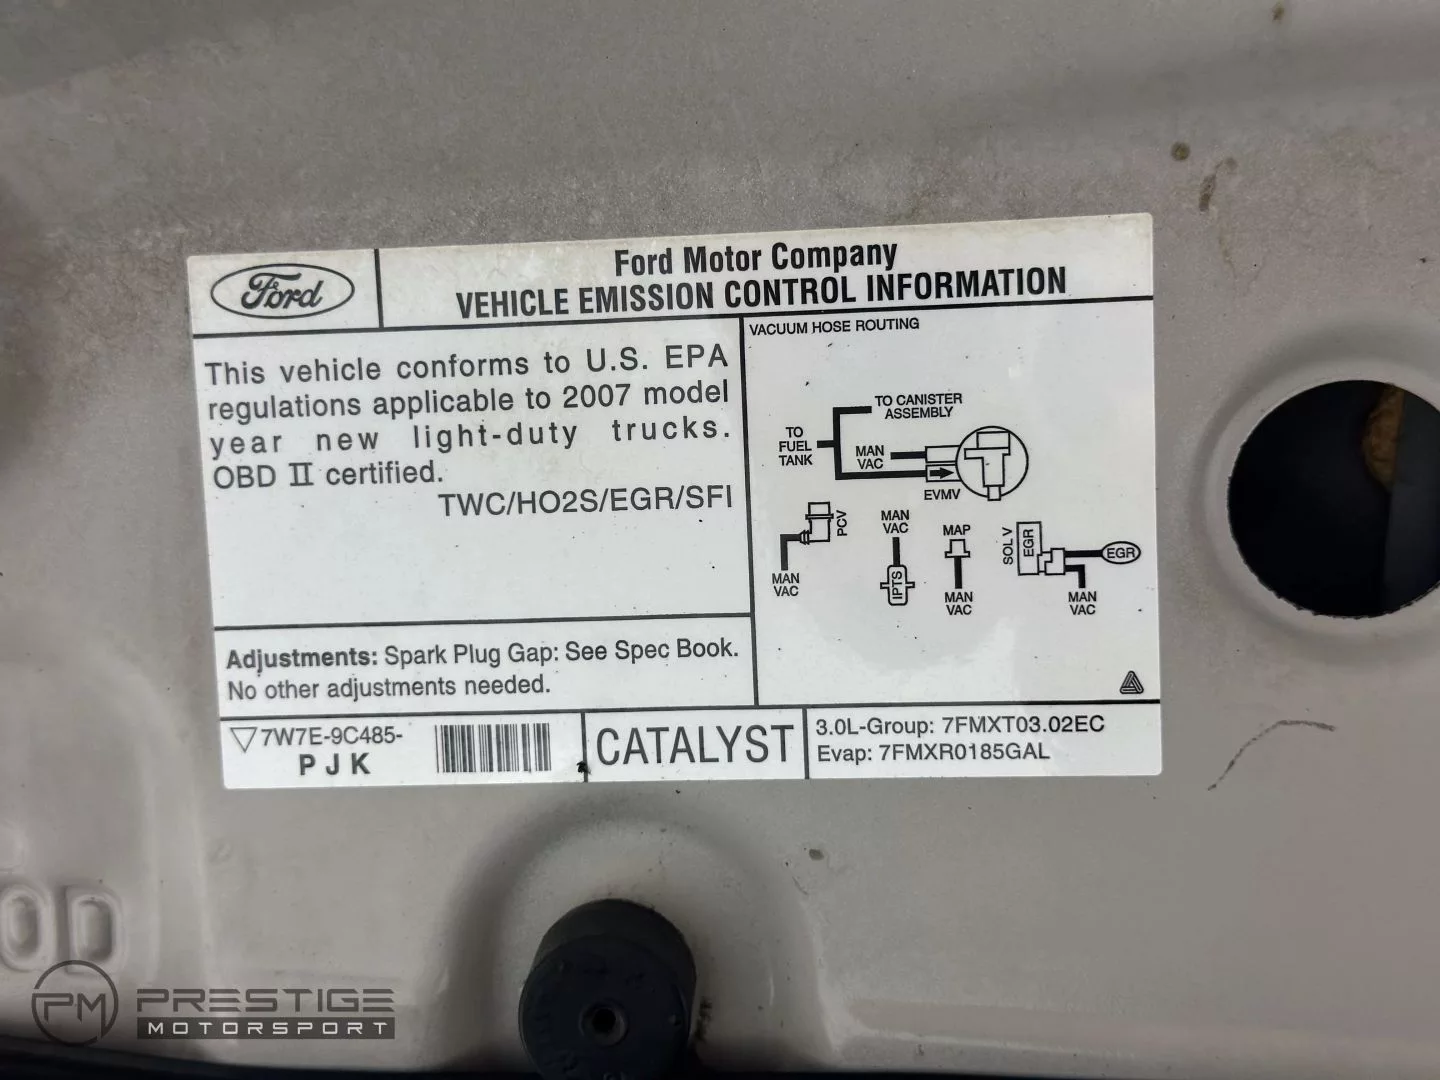 Ford
Ford Motor Company
VEHICLE EMISSION CONTROL INFORMATION
This vehicle conforms to U.S. EPA
regulations applicable to 2007 model
year new light-duty trucks.
OBD II certified.
TWC/HO2S/EGR/SFI
VACUUM HOSE ROUTING
TO CANISTER
ASSEMBLY
TO
FUEL
TANK
MAN
VAC
EVMV
PCV
MAN
VAC
MAN
VAC
IPTS
MAP
MAN
VAC
SOL V
EGR
EGR
MAN
VAC
Adjustments: Spark Plug Gap: See Spec Book.
No other adjustments needed.
7W7E-9C485-
PJK
CATALYST
3.0L-Group: 7FMXT03.02EC
Evap: 7FMXR0185GAL
OD
PM PRESTIGE
MOTORSPORT